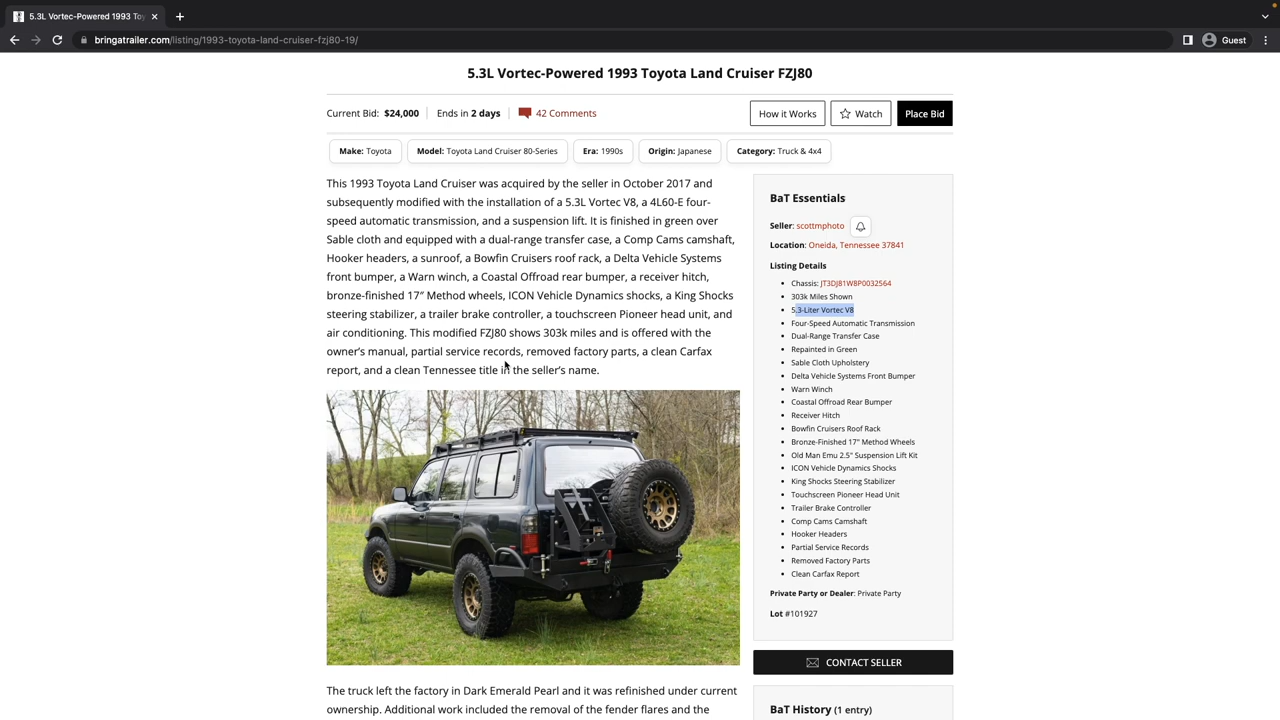 5.3L Vortec-Powered 1993 Toy
bringatrailer.com/listing/1993-toyota-land-cruiser-fzj80-19/
Guest
5.3L Vortec-Powered 1993 Toyota Land Cruiser FZJ80
Current Bid: $24,000
Ends in 2 days
42 Comments
How it Works
Watch
Place Bid
Make: Toyota
Model: Toyota Land Cruiser 80-Series
Era: 1990s
Origin: Japanese
Category: Truck & 4x4
This 1993 Toyota Land Cruiser was acquired by the seller in October 2017 and
subsequently modified with the installation of a 5.3L Vortec V8, a 4L60-E four-
speed automatic transmission, and a suspension lift. It is finished in green over
Sable cloth and equipped with a dual-range transfer case, a Comp Cams camshaft,
Hooker headers, a sunroof, a Bowfin Cruisers roof rack, a Delta Vehicle Systems
front bumper, a Warn winch, a Coastal Offroad rear bumper, a receiver hitch,
bronze-finished 17″ Method wheels, ICON Vehicle Dynamics shocks, a King Shocks
steering stabilizer, a trailer brake controller, a touchscreen Pioneer head unit, and
air conditioning. This modified FZJ80 shows 303k miles and is offered with the
owner’s manual, partial service records, removed factory parts, a clean Carfax
report, and a clean Tennessee title in the seller’s name.
The truck left the factory in Dark Emerald Pearl and it was refinished under current
ownership. Additional work included the removal of the fender flares and the
BaT Essentials
Seller: scottmphoto
Location: Oneida, Tennessee 37841
Listing Details
• Chassis: JT3DJ81W8P0032564
• 303k Miles Shown
• 5.3-Liter Vortec V8
• Four-Speed Automatic Transmission
• Dual-Range Transfer Case
• Repainted in Green
• Sable Cloth Upholstery
• Delta Vehicle Systems Front Bumper
• Warn Winch
• Coastal Offroad Rear Bumper
• Receiver Hitch
• Bowfin Cruisers Roof Rack
• Bronze-Finished 17" Method Wheels
• Old Man Emu 2.5" Suspension Lift Kit
• ICON Vehicle Dynamics Shocks
• King Shocks Steering Stabilizer
• Touchscreen Pioneer Head Unit
• Trailer Brake Controller
• Comp Cams Camshaft
• Hooker Headers
• Partial Service Records
• Removed Factory Parts
• Clean Carfax Report
Private Party or Dealer: Private Party
Lot #101927
CONTACT SELLER
BaT History (1 entry)